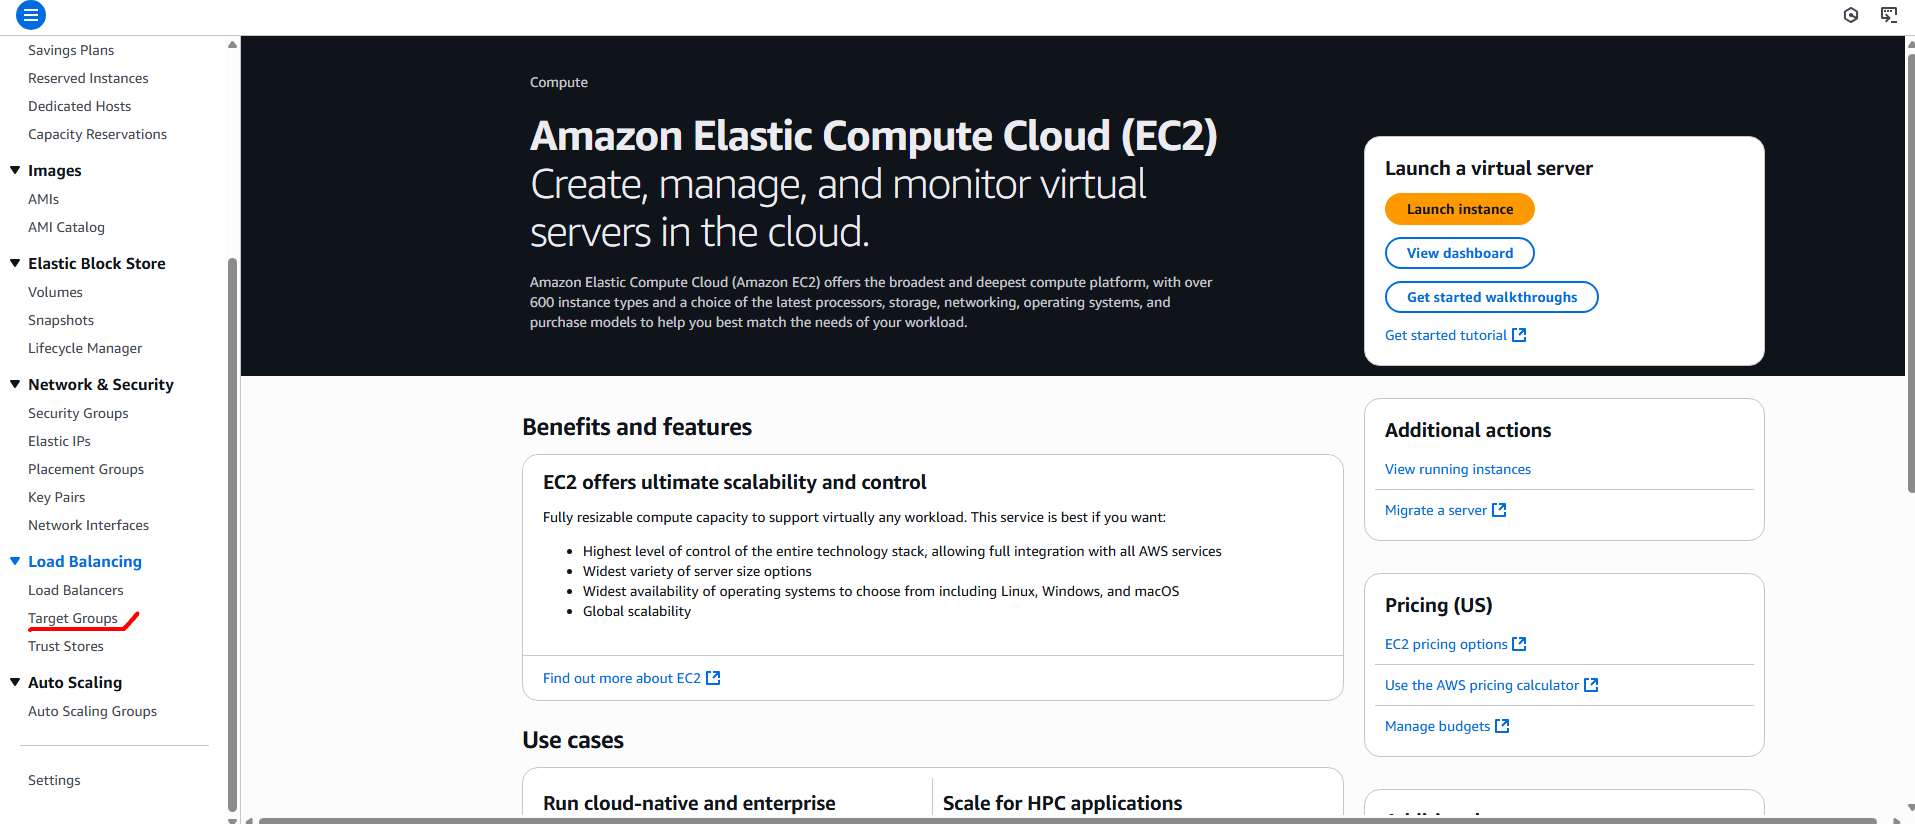 Savings Plans
Reserved Instances
Dedicated Hosts
Capacity Reservations
Images
AMIs
AMI Catalog
Elastic Block Store
Volumes
Snapshots
Lifecycle Manager
Network & Security
Security Groups
Elastic IPs
Placement Groups
Key Pairs
Network Interfaces
Load Balancing
Load Balancers
Target Groups
Trust Stores
Auto Scaling
Auto Scaling Groups
Settings
Compute
Amazon Elastic Compute Cloud (EC2)
Create, manage, and monitor virtual
servers in the cloud.
Amazon Elastic Compute Cloud (Amazon EC2) offers the broadest and deepest compute platform, with over
600 instance types and a choice of the latest processors, storage, networking, operating systems, and
purchase models to help you best match the needs of your workload.
Launch a virtual server
Launch instance
View dashboard
Get started walkthroughs
Get started tutorial
Benefits and features
EC2 offers ultimate scalability and control
Fully resizable compute capacity to support virtually any workload. This service is best if you want:
• Highest level of control of the entire technology stack, allowing full integration with all AWS services
• Widest variety of server size options
• Widest availability of operating systems to choose from including Linux, Windows, and macOS
• Global scalability
Find out more about EC2
Use cases
Run cloud-native and enterprise
Scale for HPC applications
Additional actions
View running instances
Migrate a server
Pricing (US)
EC2 pricing options
Use the AWS pricing calculator
Manage budgets